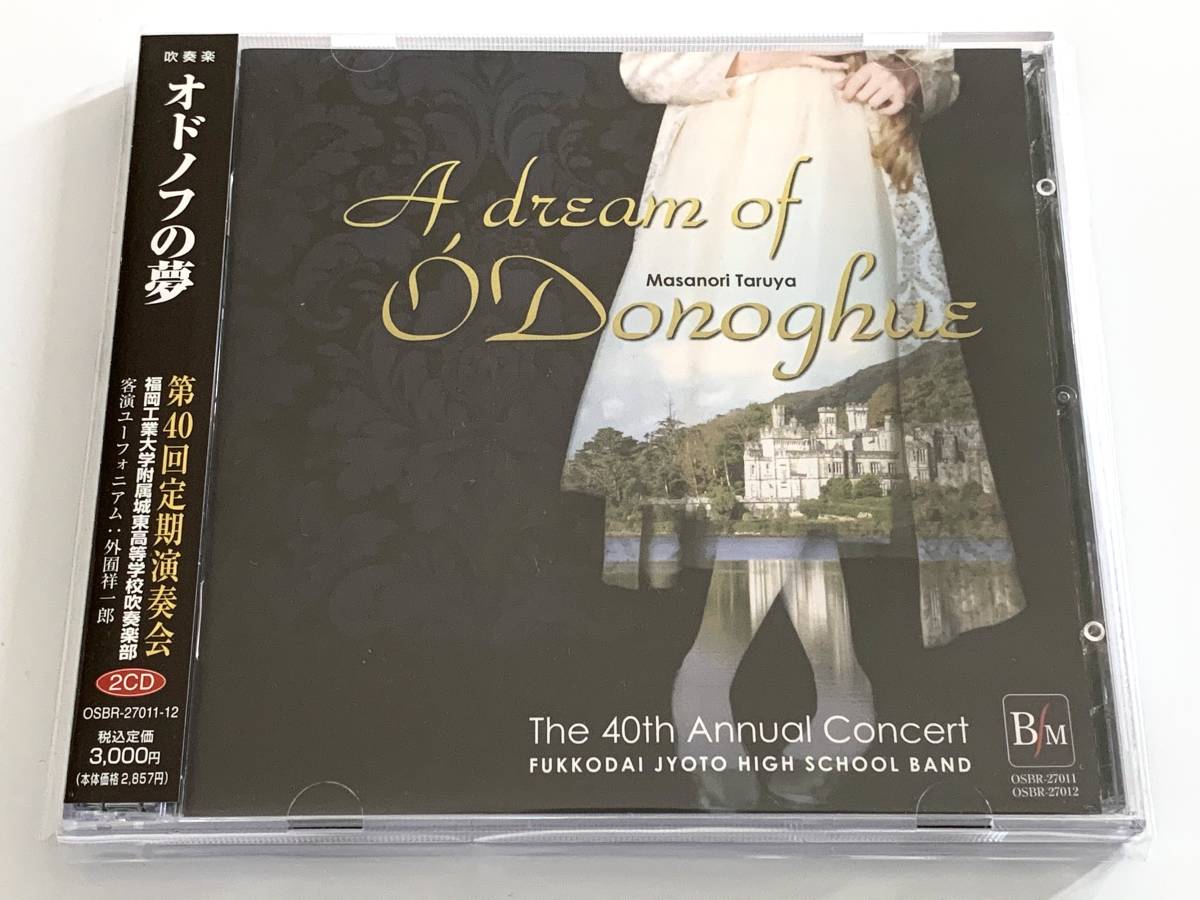 吹奏楽
オドノフの夢
第40回定期演奏会
福岡工業大学附属城東高等学校吹奏楽部
客演ユーフォニアム:外囿祥一郎
2CD
OSBR-27011-12
税込定価
3,000円
(本体価格2,857円)
A dream of
Masanori Taruya
Ó'Donoghue
The 40th Annual Concert
FUKKODAI JYOTO HIGH SCHOOL BAND
BfM
OSBR-27011
OSBR-27012